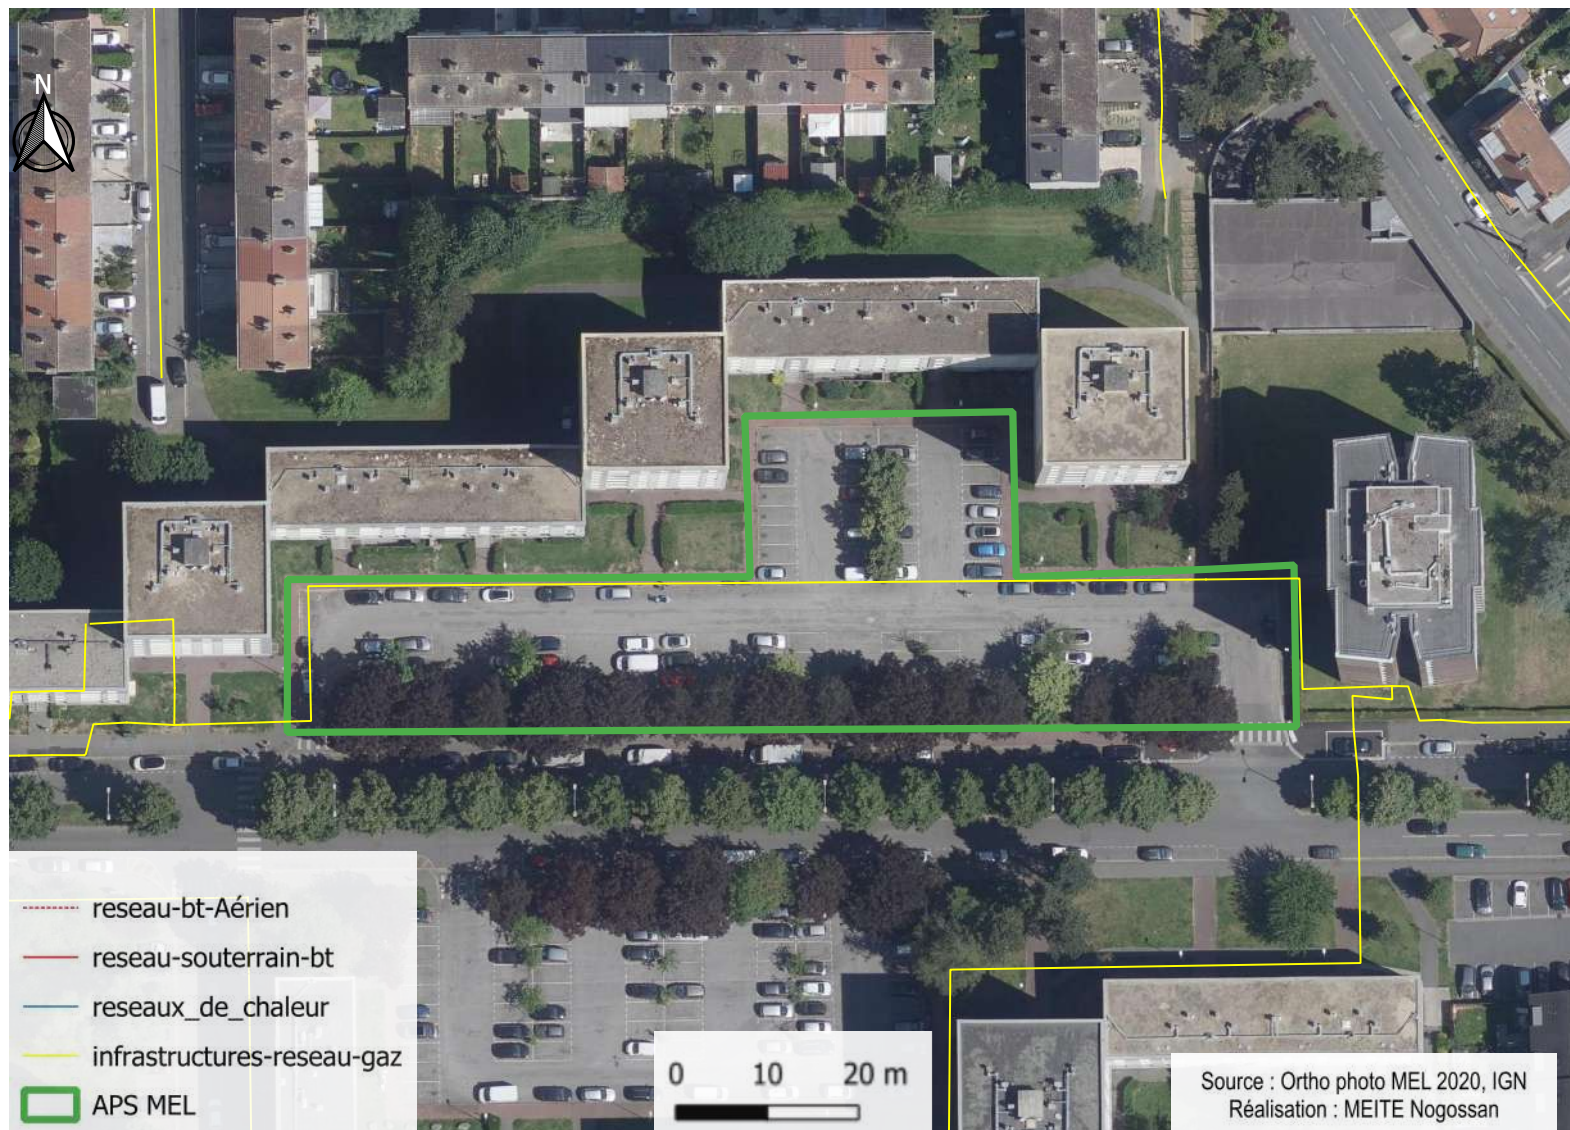 N
reseau-bt-Aérien
reseau-souterrain-bt
reseaux_de_chaleur
infrastructures-reseau-gaz
APS MEL
0 10 20 m
Source : Ortho photo MEL 2020, IGN
Réalisation : MEITE Nogossan